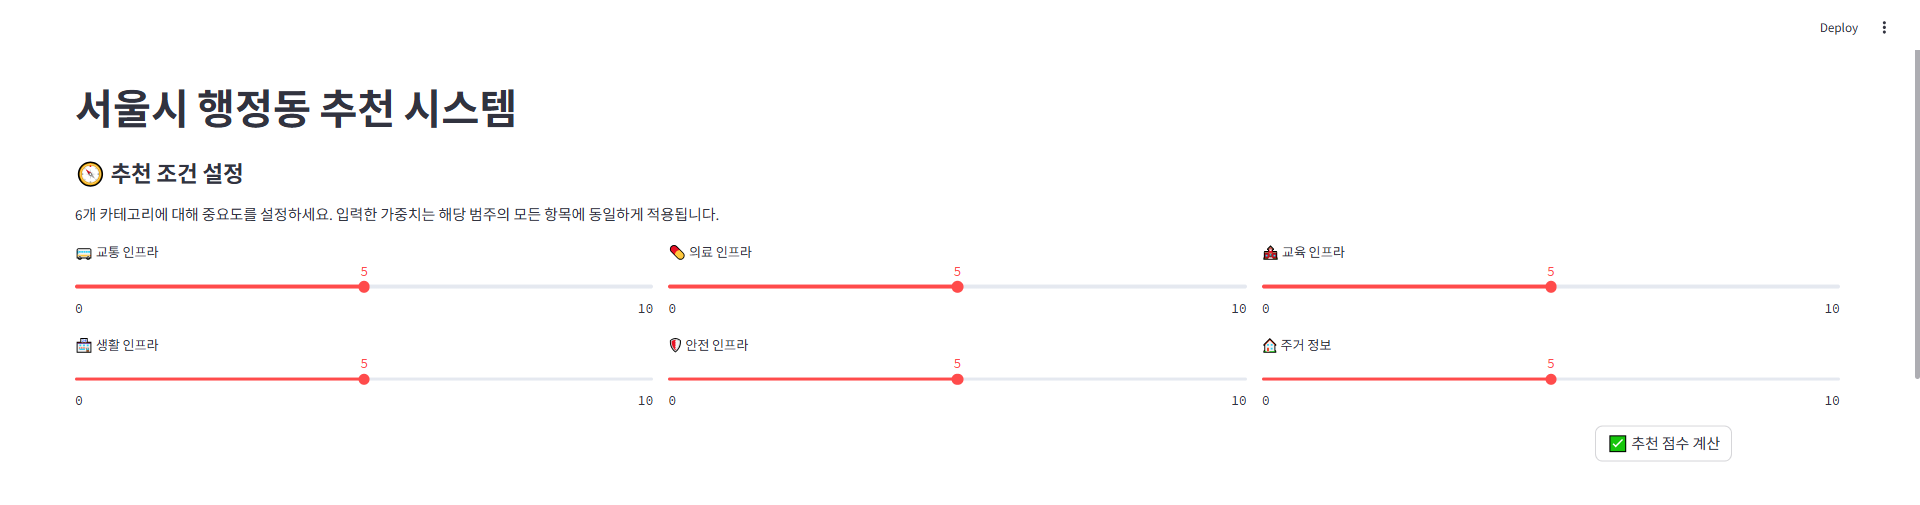 Deploy
서울시 행정동 추천 시스템
🧭 추천 조건 설정
6개 카테고리에 대해 중요도를 설정하세요. 입력한 가중치는 해당 범주의 모든 항목에 동일하게 적용됩니다.
🚌 교통 인프라 💊 의료 인프라 🏫 교육 인프라
5 5 5
0 10 0 10 0 10
🏥 생활 인프라 🛡️ 안전 인프라 🏠 주거 정보
5 5 5
0 10 0 10 0 10
✅ 추천 점수 계산